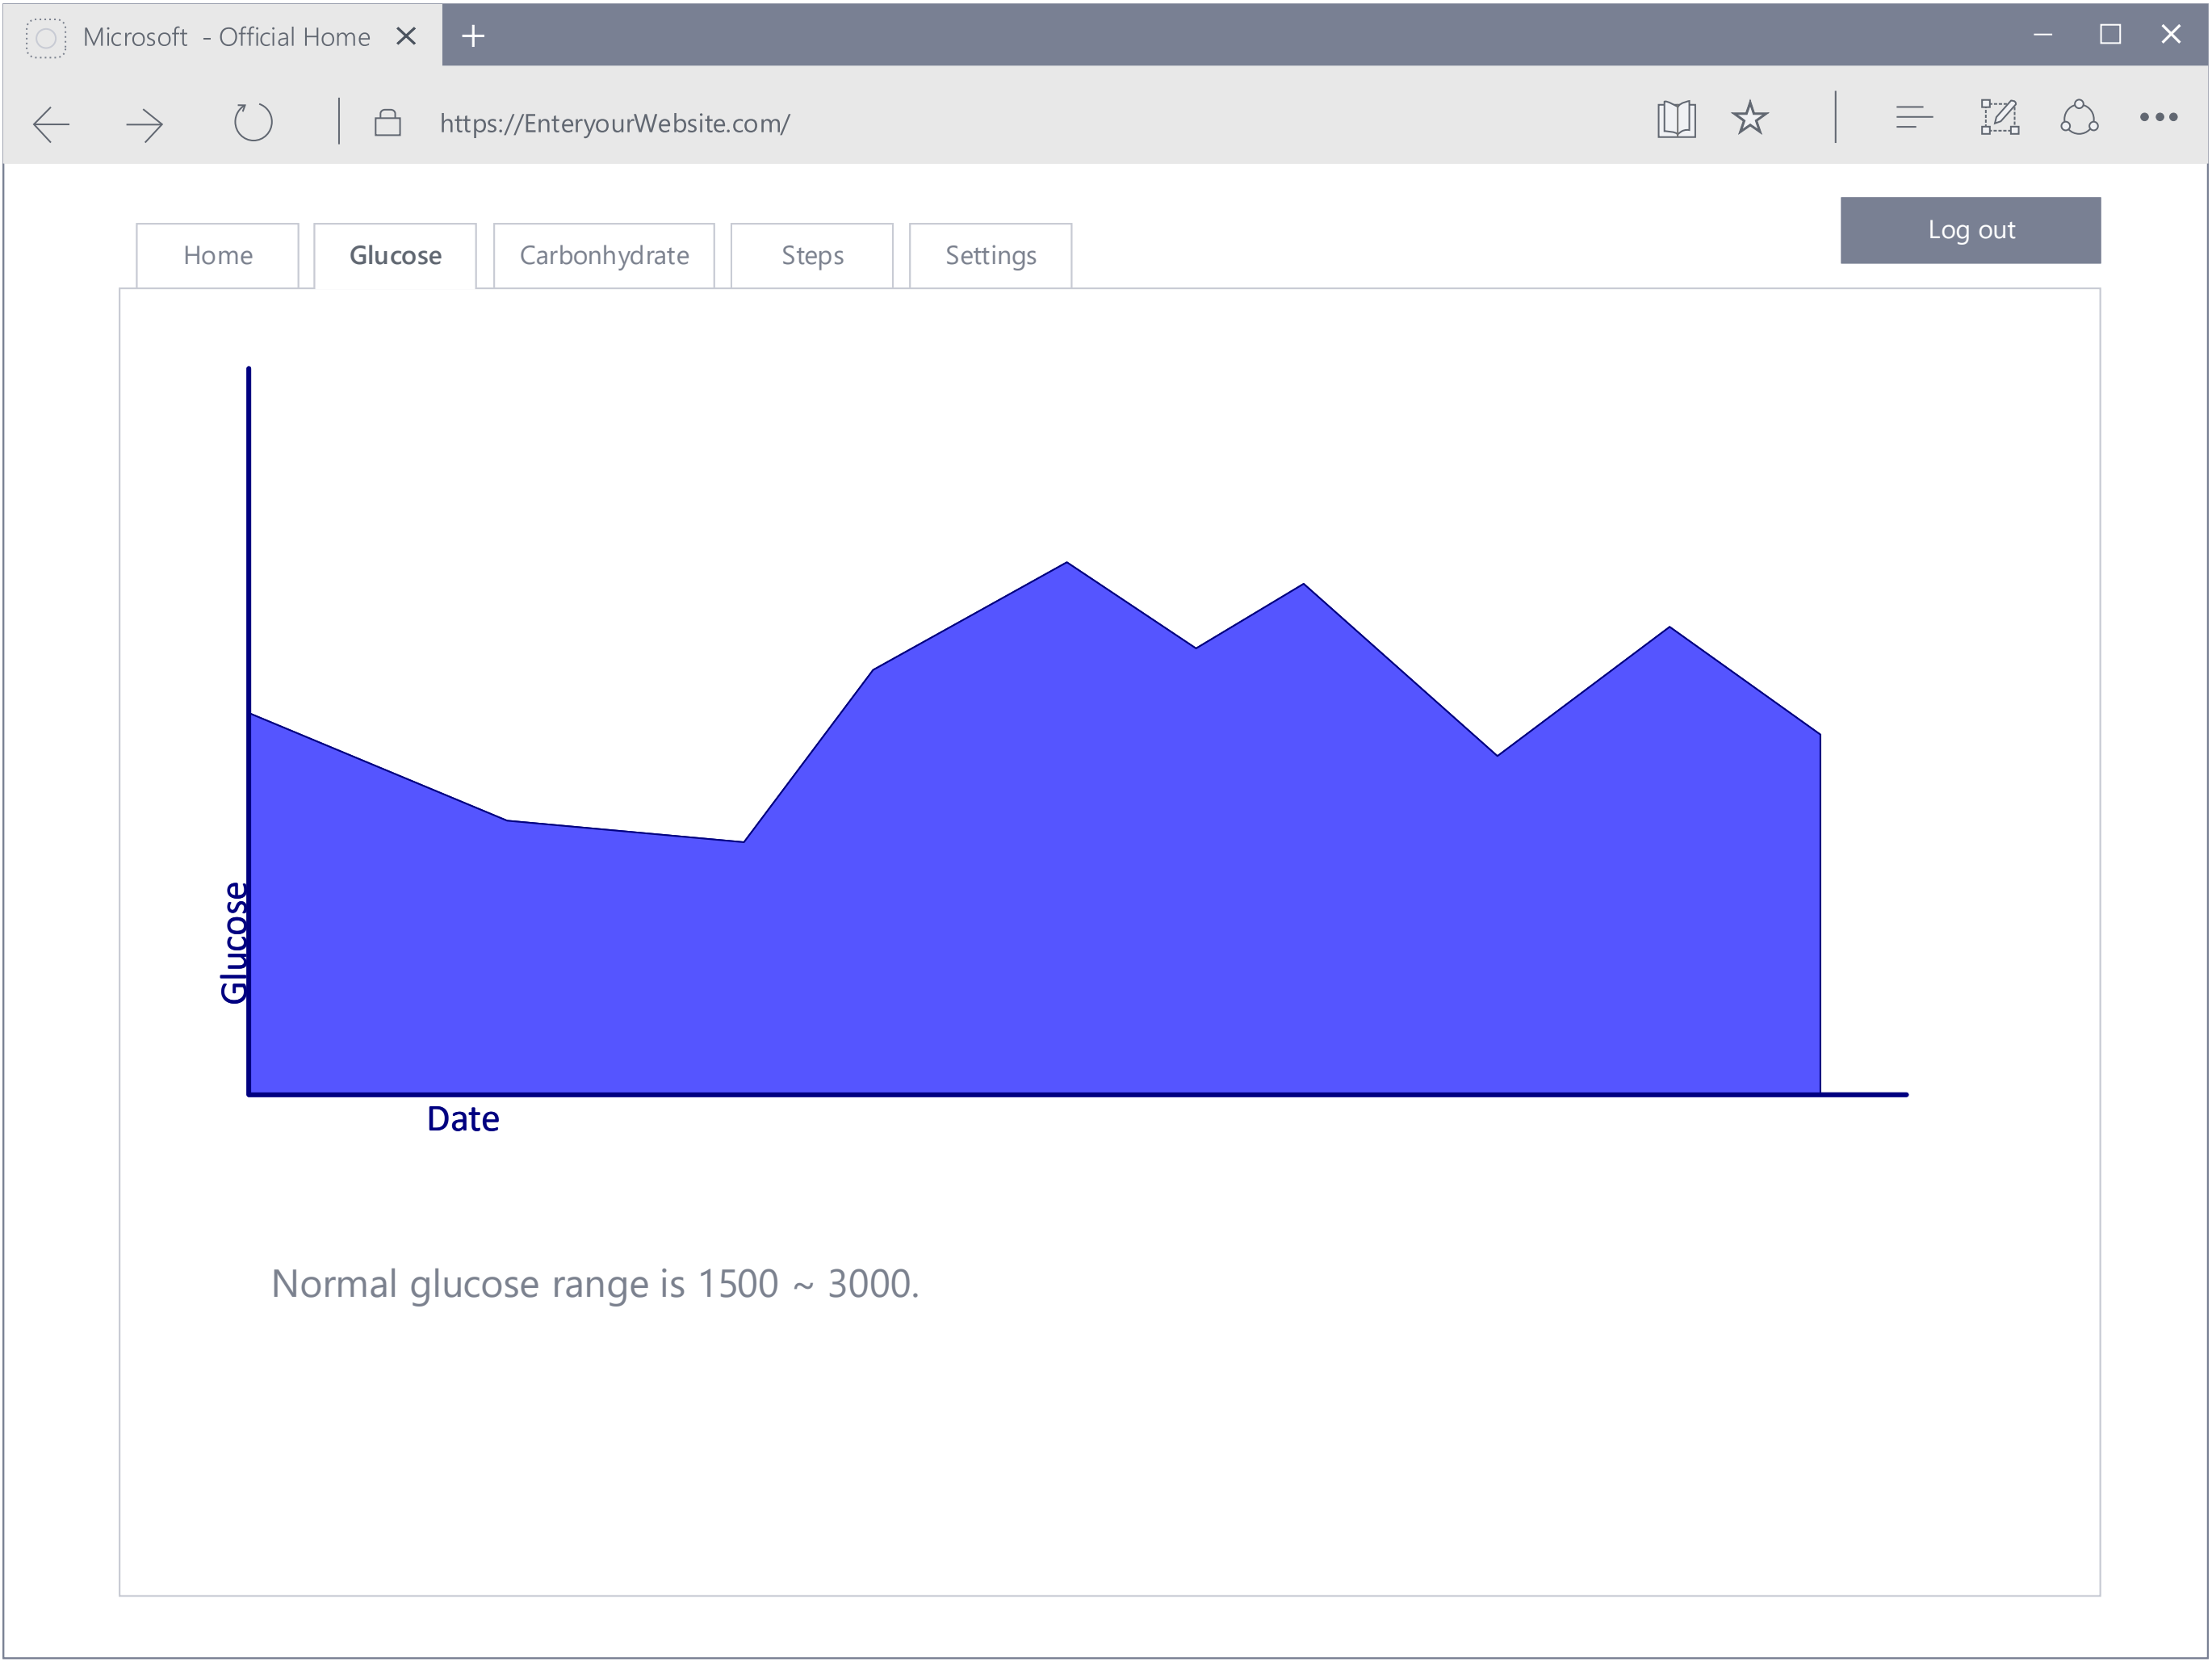 Microsoft - Official Home
https://EnteryourWebsite.com/
Log out
Home Glucose Carbonhydrate Steps Settings
Glucose
Date
Normal glucose range is 1500 ~ 3000.